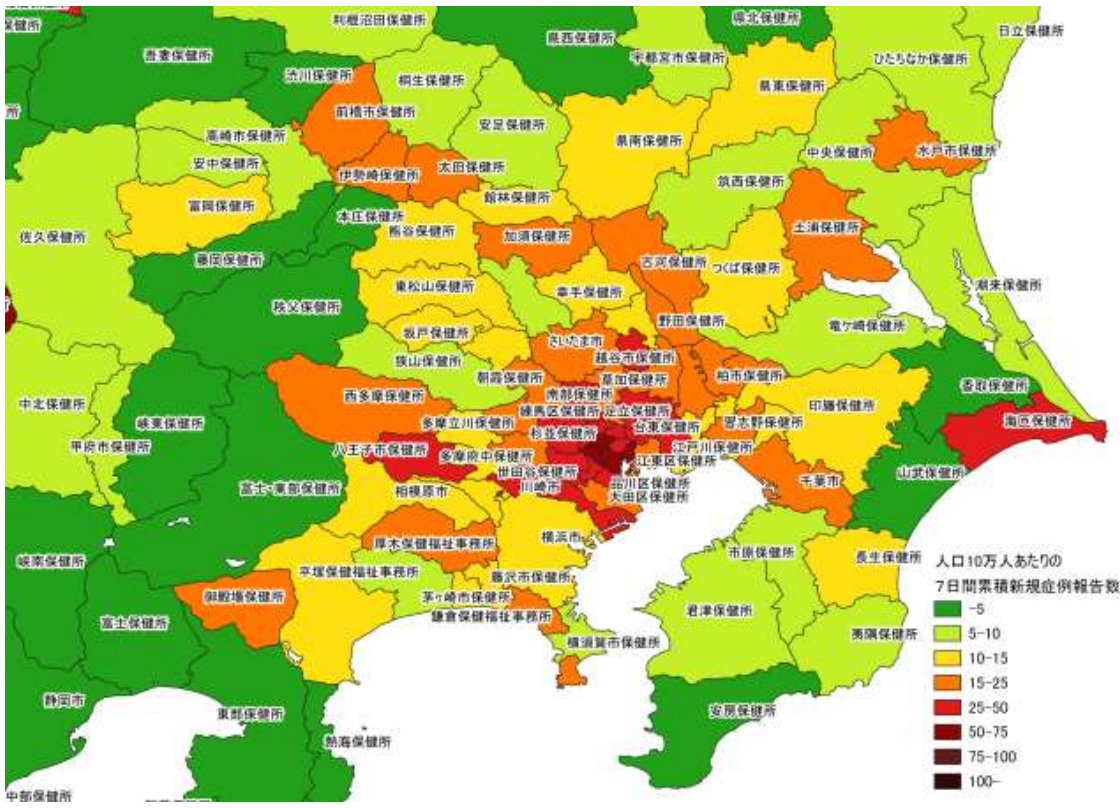 保健所
吾妻保健所
利根沼田保健所
県西保健所
県北保健所
日立保健所
宇都宮市保健所
ひたちなか保健所
渋川保健所
桐生保健所
県東保健所
所
前橋市保健所
安足保健所
県南保健所
高崎市保健所
安中保健所
中央保健所
水戸市保健所
伊勢崎保健所
太田保健所
筑西保健所
館林保健所
富岡保健所
本庄保健所
熊谷保健所
佐久保健所
加須保健所
土浦保健所
藤岡保健所
古河保健所
つくば保健所
東松山保健所
幸手保健所
潮来保健所
秩父保健所
野田保健所
竜ケ崎保健所
坂戸保健所
さいたま市
狭山保健所
越谷市保健所
朝霞保健所
草加保健所
柏市保健所
香取保健所
西多摩保健所
南部保健所
中北保健所
印旛保健所
練馬区保健所
足立保健所
海匝保健所
峡東保健所
多摩立川保健所
習志野保健所
甲府市保健所
杉並保健所
台東保健所
八王子市保健所
江戸川保健所
多摩府中保健所
江東区保健所
山武保健所
世田谷保健所
千葉市
富士・東部保健所
相模原市
川崎市
品川区保健所
大田区保健所
横浜市
厚木保健福祉事務所
市原保健所
長生保健所
峡南保健所
平塚保健福祉事務所
藤沢市保健所
御殿場保健所
茅ヶ崎市保健所
君津保健所
鎌倉保健福祉事務所
富士保健所
横須賀市保健所
夷隅保健所
静岡市
東部保健所
安房保健所
熱海保健所
中部保健所
人口10万人あたりの
7日間累積新規症例報告数
-5
5-10
10-15
15-25
25-50
50-75
75-100
100-